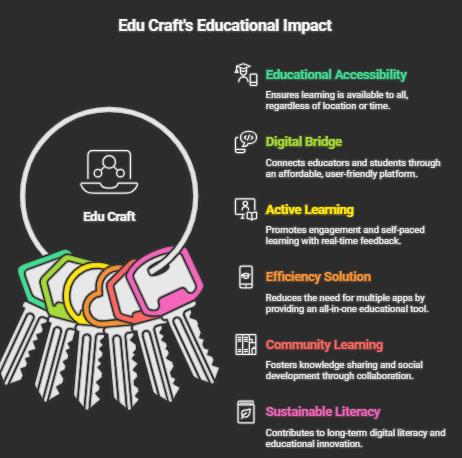 Edu Craft's Educational Impact
Edu Craft
Educational Accessibility
Ensures learning is available to all,
regardless of location or time.
Digital Bridge
Connects educators and students through
an affordable, user-friendly platform.
Active Learning
Promotes engagement and self-paced
learning with real-time feedback.
Efficiency Solution
Reduces the need for multiple apps by
providing an all-in-one educational tool.
Community Learning
Fosters knowledge sharing and social
development through collaboration.
Sustainable Literacy
Contributes to long-term digital literacy and
educational innovation.